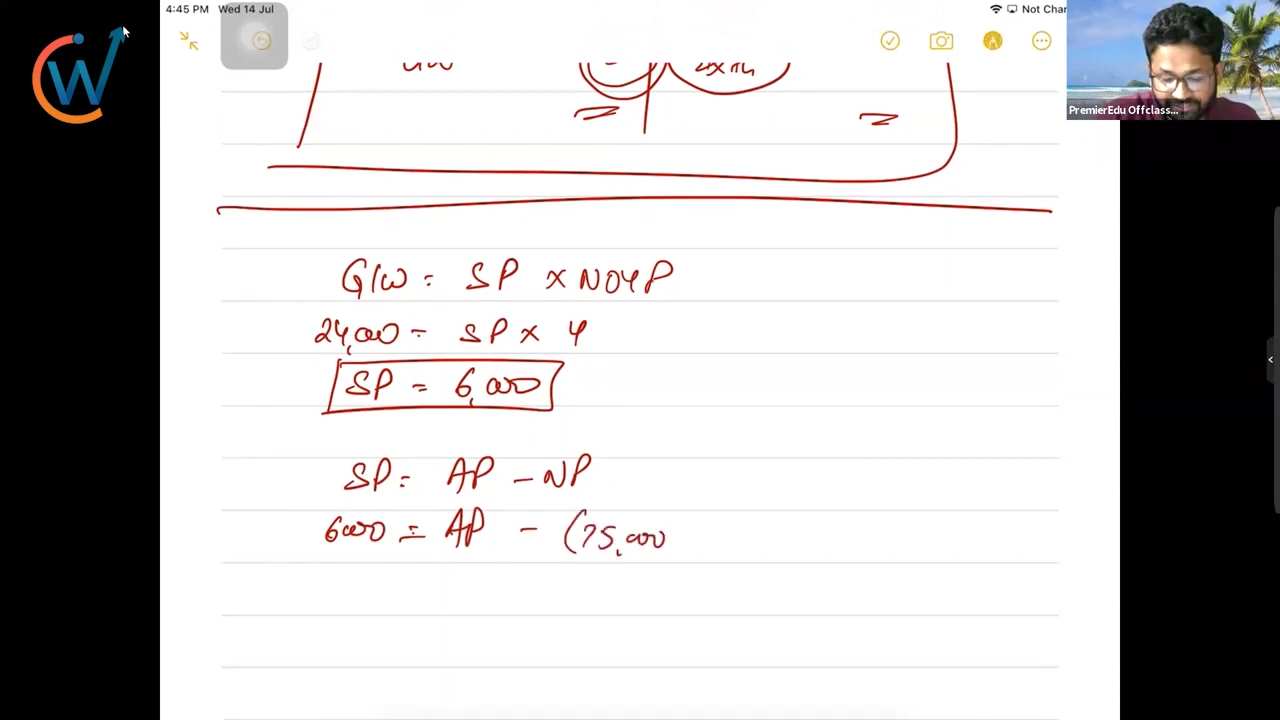 4:45 PM Wed 14 Jul
Not Char
PremierEdu Offclass...
W
G/W = SP × NOYP
24,000 = SP × 4
SP = 6,000
SP = AP - NP
6000 = AP - (75,000